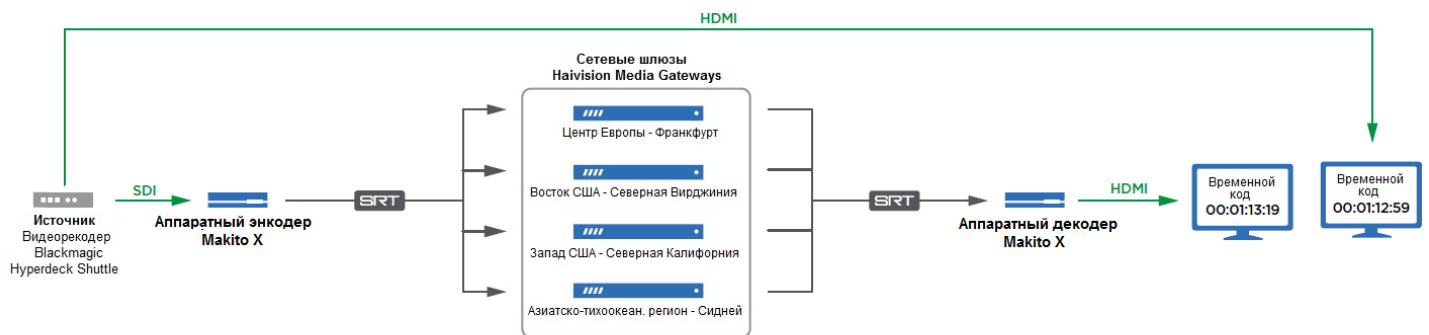 HDMI
Сетевые шлюзы
Haivision Media Gateways
Центр Европы - Франкфурт
Восток США - Северная Вирджиния
Запад США - Северная Калифорния
Азиатско-тихоокеан. регион - Сидней
SDI
Источник
Видеорекодер
Blackmagic
Hyperdeck Shuttle
Аппаратный энкодер
Makito X
SRT
SRT
Аппаратный декодер
Makito X
HDMI
Временной
код
00:01:13:19
Временной
код
00:01:12:59